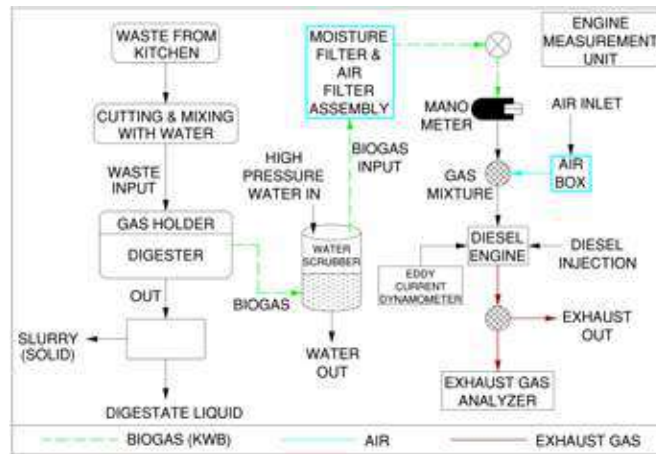 WASTE FROM
KITCHEN
CUTTING & MIXING
WITH WATER
WASTE
INPUT
GAS HOLDER
DIGESTER
OUT
SLURRY
(SOLID)
DIGESTATE LIQUID
BIOGAS
HIGH
PRESSURE
WATER IN
WATER
SCRUBBER
WATER
OUT
MOISTURE
FILTER &
AIR
FILTER
ASSEMBLY
BIOGAS
INPUT
MANO
METER
ENGINE
MEASUREMENT
UNIT
AIR INLET
AIR
BOX
GAS
MIXTURE
DIESEL
ENGINE
DIESEL
INJECTION
EDDY
CURRENT
DYNAMOMETER
EXHAUST
OUT
EXHAUST GAS
ANALYZER
BIOGAS (KWB)
AIR
EXHAUST GAS